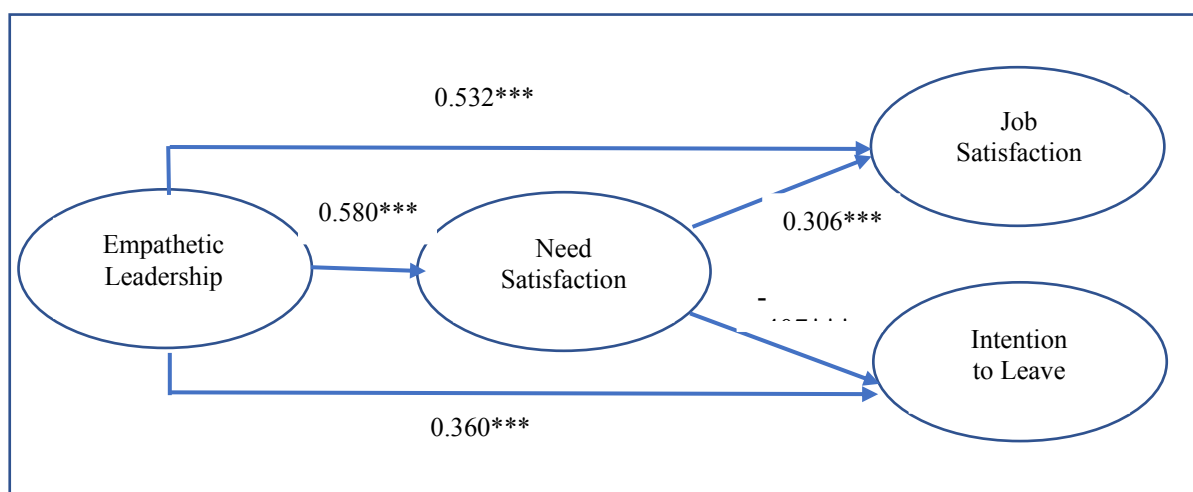 0.532***
Job
Satisfaction
0.580***
0.306***
Empathetic
Leadership
Need
Satisfaction
-
Intention
to Leave
0.360***